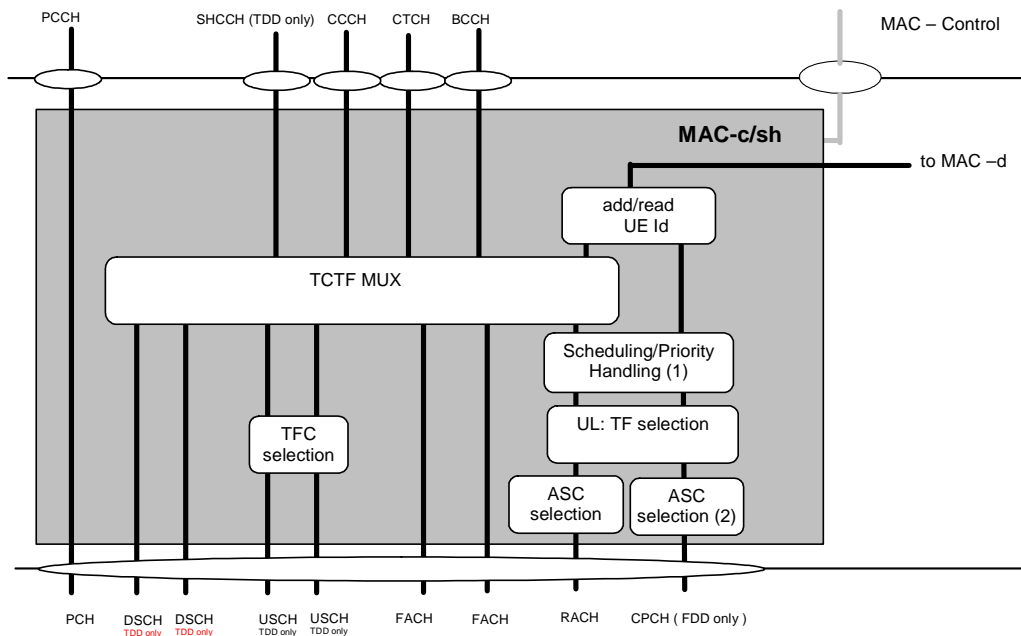 PCCH
SHCCH (TDD only)
CCCH
CTCH
BCCH
MAC – Control
MAC-c/sh
to MAC –d
add/read
UE Id
TCTF MUX
Scheduling/Priority
Handling (1)
UL: TF selection
TFC
selection
ASC
selection
ASC
selection (2)
PCH
DSCH
TDD only
DSCH
TDD only
USCH
TDD only
USCH
TDD only
FACH
FACH
RACH
CPCH ( FDD only )